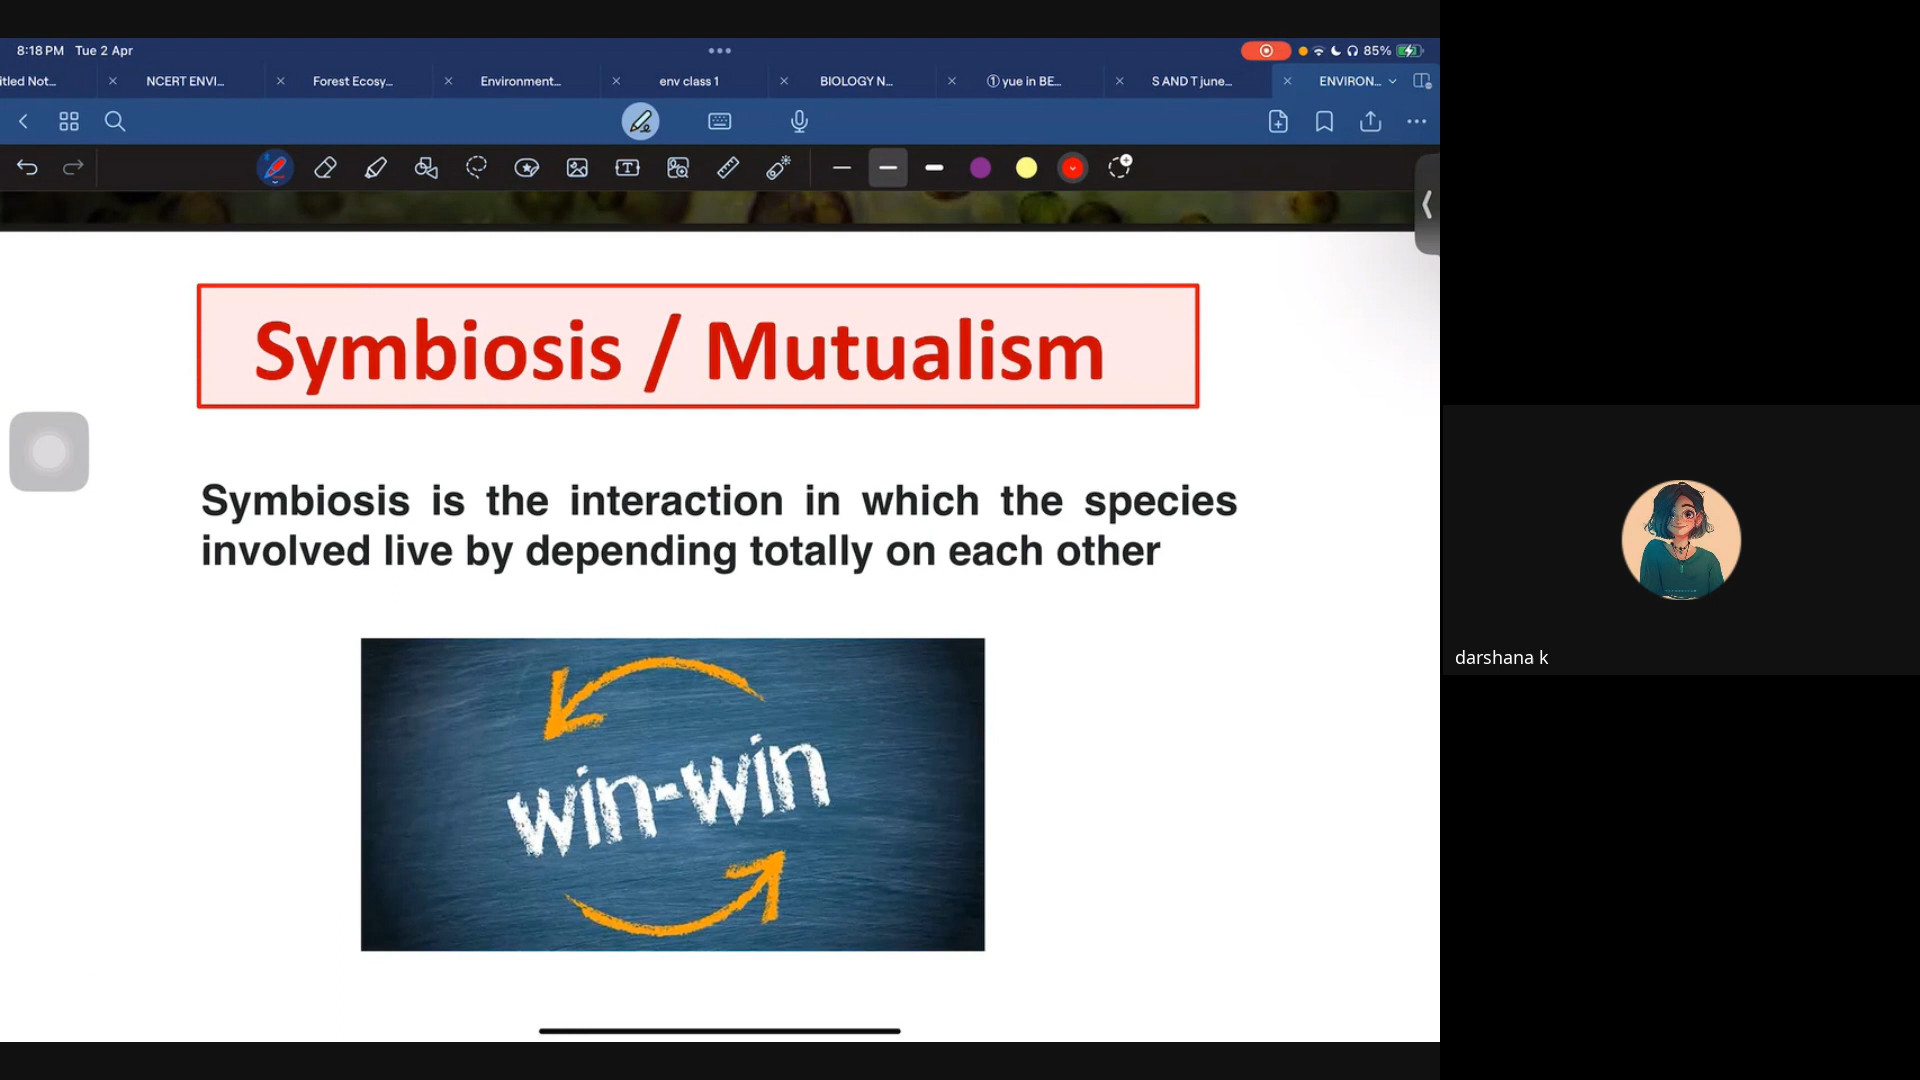 8:18 PM Tue 2 Apr
85%
itled Not...
NCERT ENVI...
Forest Ecosy...
Environment...
env class 1
BIOLOGY N...
① yue in BE...
S AND T june...
ENVIRON...
Symbiosis / Mutualism
Symbiosis is the interaction in which the species
involved live by depending totally on each other
win-win
darshana k